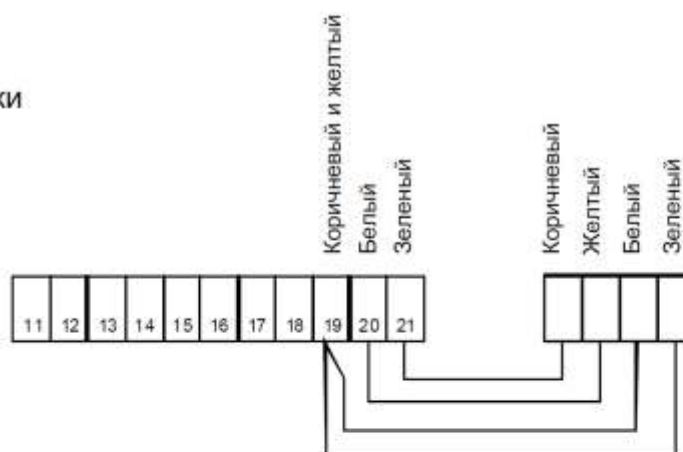 ки
Коричневый и желтый
Белый
Зеленый
Коричневый
Желтый
Белый
Зеленый
11 12 13 14 15 16 17 18 19 20 21